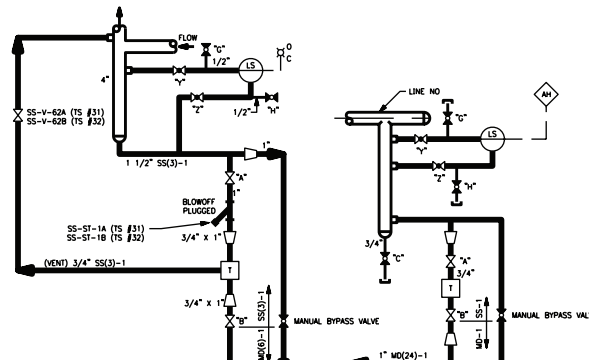 FLOW
"G"
1/2"
O
C
LS
4"
"Y"
"Z"
1/2"
"H"
SS-V-62A (TS #31)
SS-V-62B (TS #32)
LINE NO
AH
"G"
LS
"Y"
"Z"
"H"
1 1/2" SS(3)-1
1"
"A"
1"
BLOWOFF
PLUGGED
SS-ST-1A (TS #31)
SS-ST-1B (TS #32)
3/4" X 1"
3/4"
"C"
"A"
3/4"
(VENT) 3/4" SS(3)-1
T
T
3/4" X 1"
"B"
SS(3)-1
MD(6)-1
MANUAL BYPASS VALVE
"B"
SS-1
MD-1
MANUAL BYPASS VAL
1" MD(24)-1